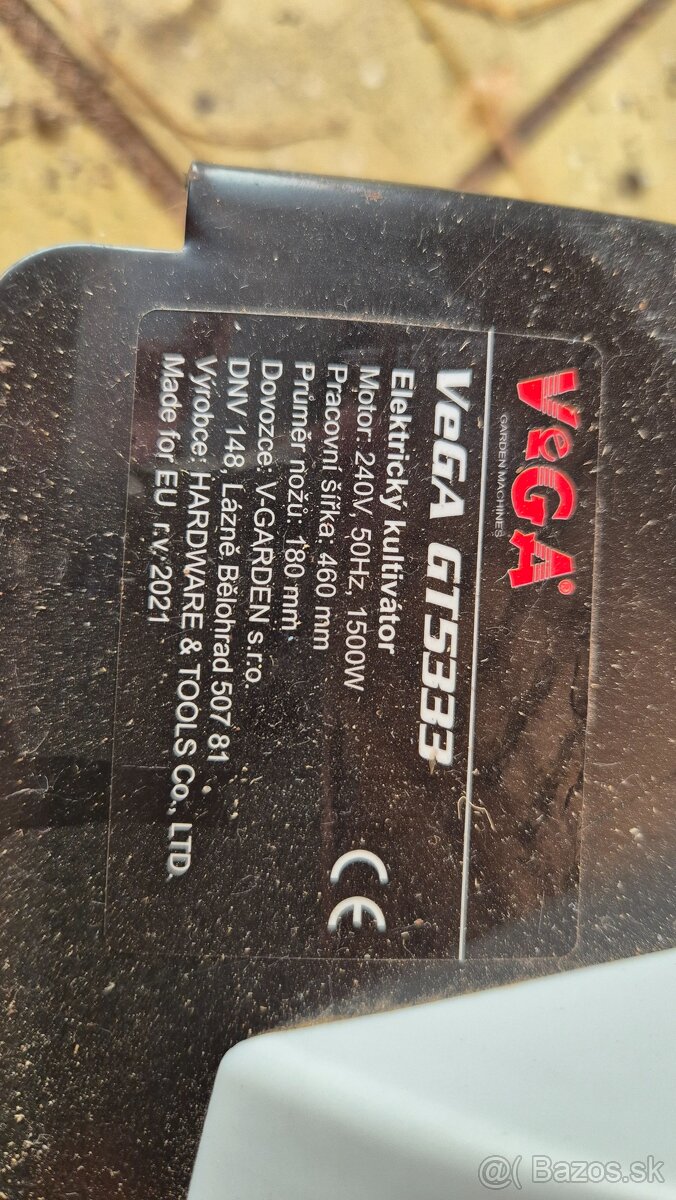 VeGA®
GARDEN MACHINES
VeGA GT5333
Elektrický kultivátor
Motor: 240V, 50Hz, 1500W
Pracovní šířka: 460 mm
Průměr nožů: 180 mm
Dovozce: V-GARDEN s.r.o.
DNV 148, Lázně Bělohrad 507 81
Výrobce: HARDWARE & TOOLS Co., LTD.
Made for EU r.v. 2021
CE
@( Bazos.sk